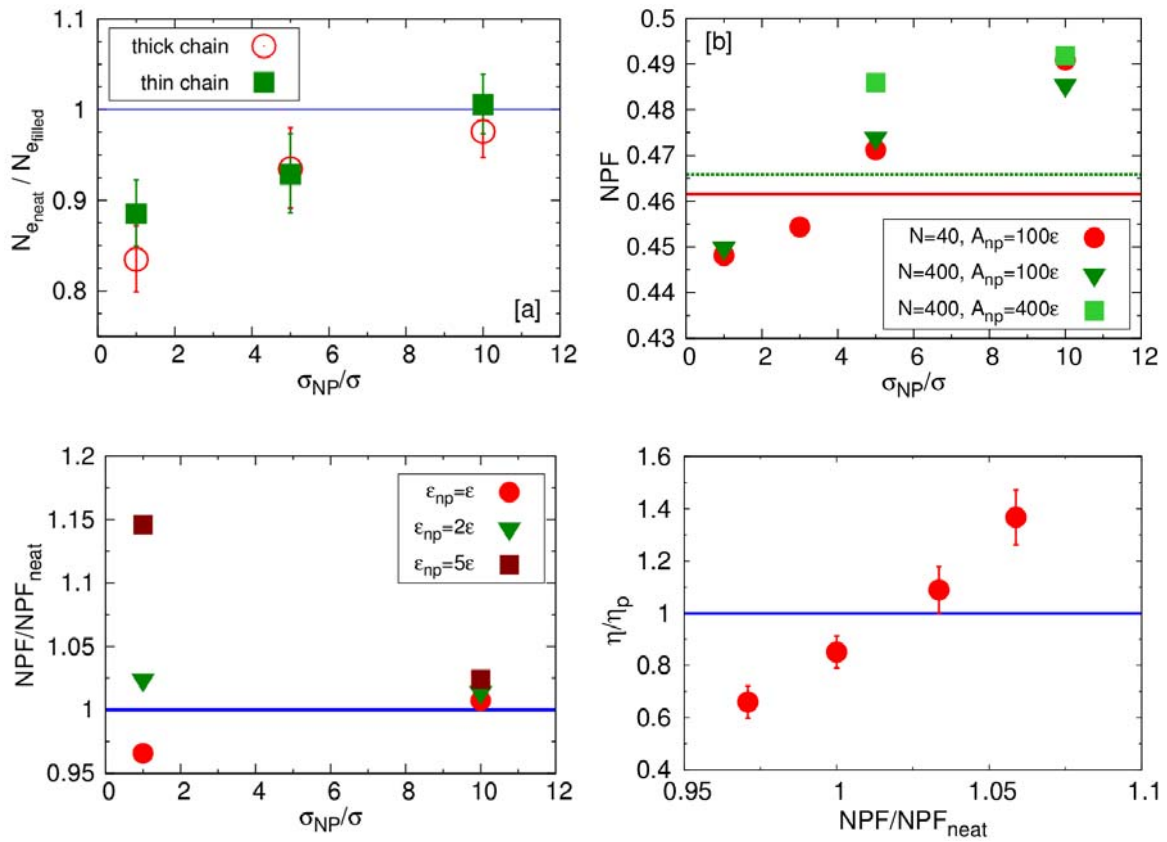 1.1
1
0.9
0.8
N_e_neat / N_e_filled
thick chain
thin chain
[a]
0 2 4 6 8 10 12
σ_NP/σ
0.5
0.49
0.48
0.47
0.46
0.45
0.44
0.43
NPF
[b]
N=40, A_np=100ε
N=400, A_np=100ε
N=400, A_np=400ε
0 2 4 6 8 10 12
σ_NP/σ
1.2
1.15
1.1
1.05
1
0.95
NPF/NPF_neat
ε_np=ε
ε_np=2ε
ε_np=5ε
0 2 4 6 8 10 12
σ_NP/σ
1.6
1.4
1.2
1
0.8
0.6
0.4
η/η_p
0.95 1 1.05 1.1
NPF/NPF_neat